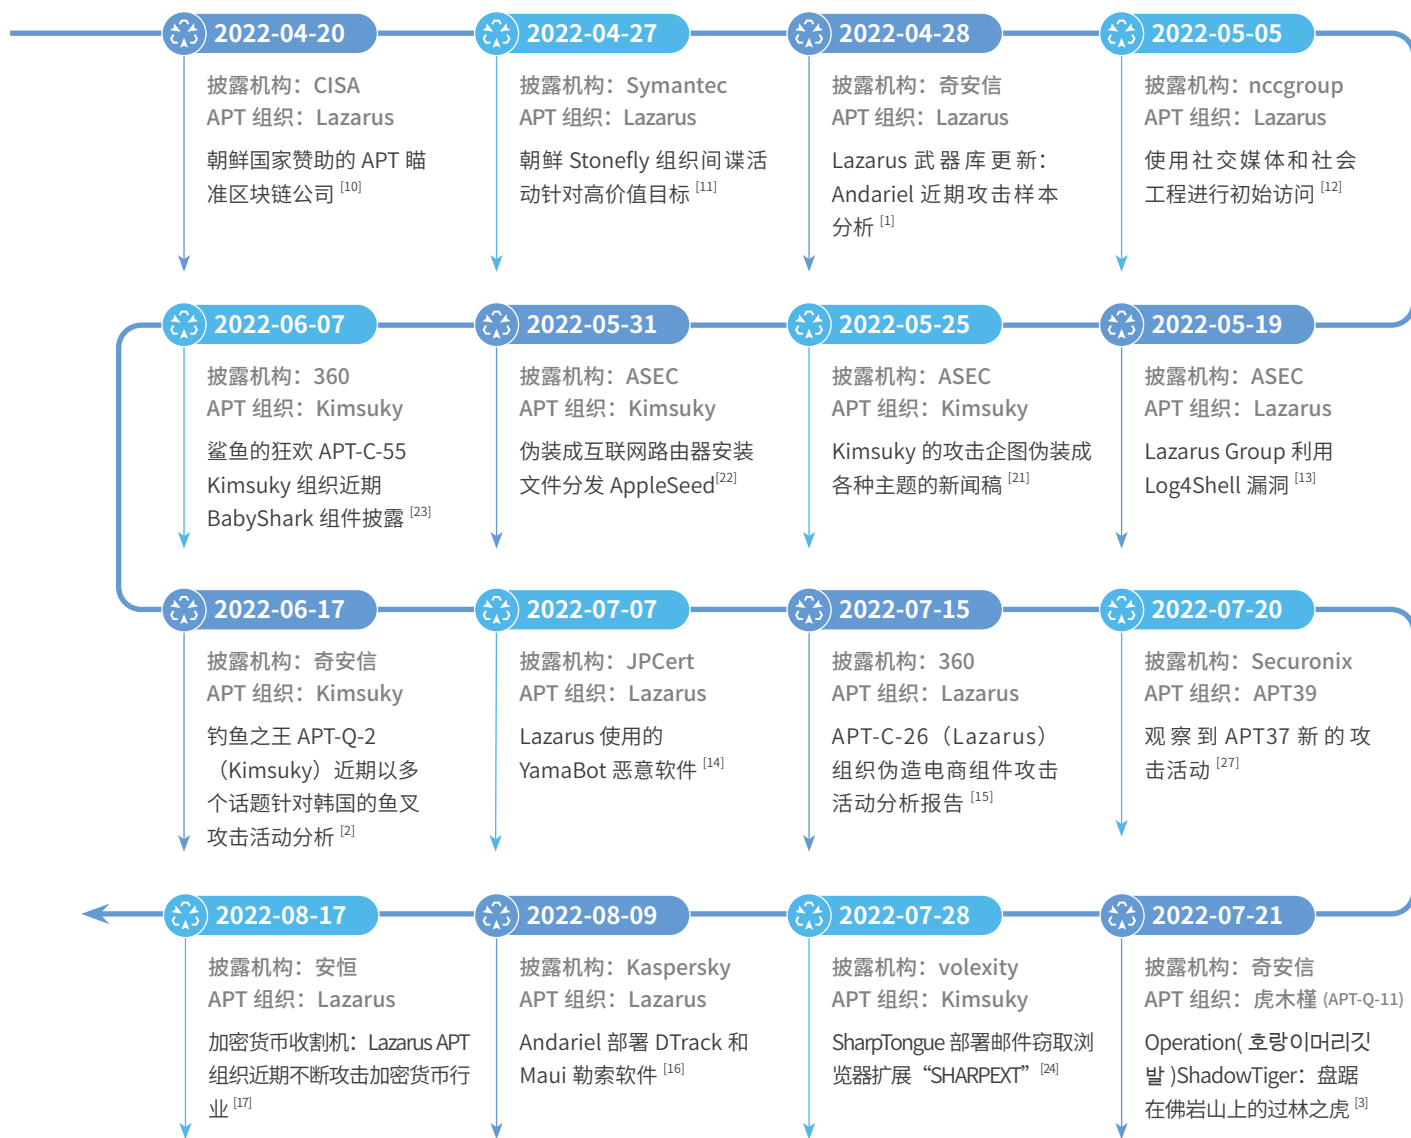 2022-04-20
披露机构：CISA
APT 组织：Lazarus
朝鲜国家赞助的 APT 瞄
准区块链公司 [10]
2022-04-27
披露机构：Symantec
APT 组织：Lazarus
朝鲜 Stonefly 组织间谍活
动针对高价值目标 [11]
2022-04-28
披露机构：奇安信
APT 组织：Lazarus
Lazarus 武器库更新：
Andariel 近期攻击样本
分析 [1]
2022-05-05
披露机构：nccgroup
APT 组织：Lazarus
使用社交媒体和社会
工程进行初始访问 [12]
2022-05-19
披露机构：ASEC
APT 组织：Lazarus
Lazarus Group 利用
Log4Shell 漏洞 [13]
2022-05-25
披露机构：ASEC
APT 组织：Kimsuky
Kimsuky 的攻击企图伪装成
各种主题的新闻稿 [21]
2022-05-31
披露机构：ASEC
APT 组织：Kimsuky
伪装成互联网路由器安装
文件分发 AppleSeed[22]
2022-06-07
披露机构：360
APT 组织：Kimsuky
鲨鱼的狂欢 APT-C-55
Kimsuky 组织近期
BabyShark 组件披露 [23]
2022-06-17
披露机构：奇安信
APT 组织：Kimsuky
钓鱼之王 APT-Q-2
（Kimsuky）近期以多
个话题针对韩国的鱼叉
攻击活动分析 [2]
2022-07-07
披露机构：JPCert
APT 组织：Lazarus
Lazarus 使用的
YamaBot 恶意软件 [14]
2022-07-15
披露机构：360
APT 组织：Lazarus
APT-C-26（Lazarus）
组织伪造电商组件攻击
活动分析报告 [15]
2022-07-20
披露机构：Securonix
APT 组织：APT39
观察到 APT37 新的攻
击活动 [27]
2022-07-21
披露机构：奇安信
APT 组织：虎木槿 (APT-Q-11)
Operation( 호랑이머리깃
발 )ShadowTiger：盘踞
在佛岩山上的过林之虎 [3]
2022-07-28
披露机构：volexity
APT 组织：Kimsuky
SharpTongue 部署邮件窃取浏
览器扩展“SHARPEXT” [24]
2022-08-09
披露机构：Kaspersky
APT 组织：Lazarus
Andariel 部署 DTrack 和
Maui 勒索软件 [16]
2022-08-17
披露机构：安恒
APT 组织：Lazarus
加密货币收割机：Lazarus APT
组织近期不断攻击加密货币行
业 [17]